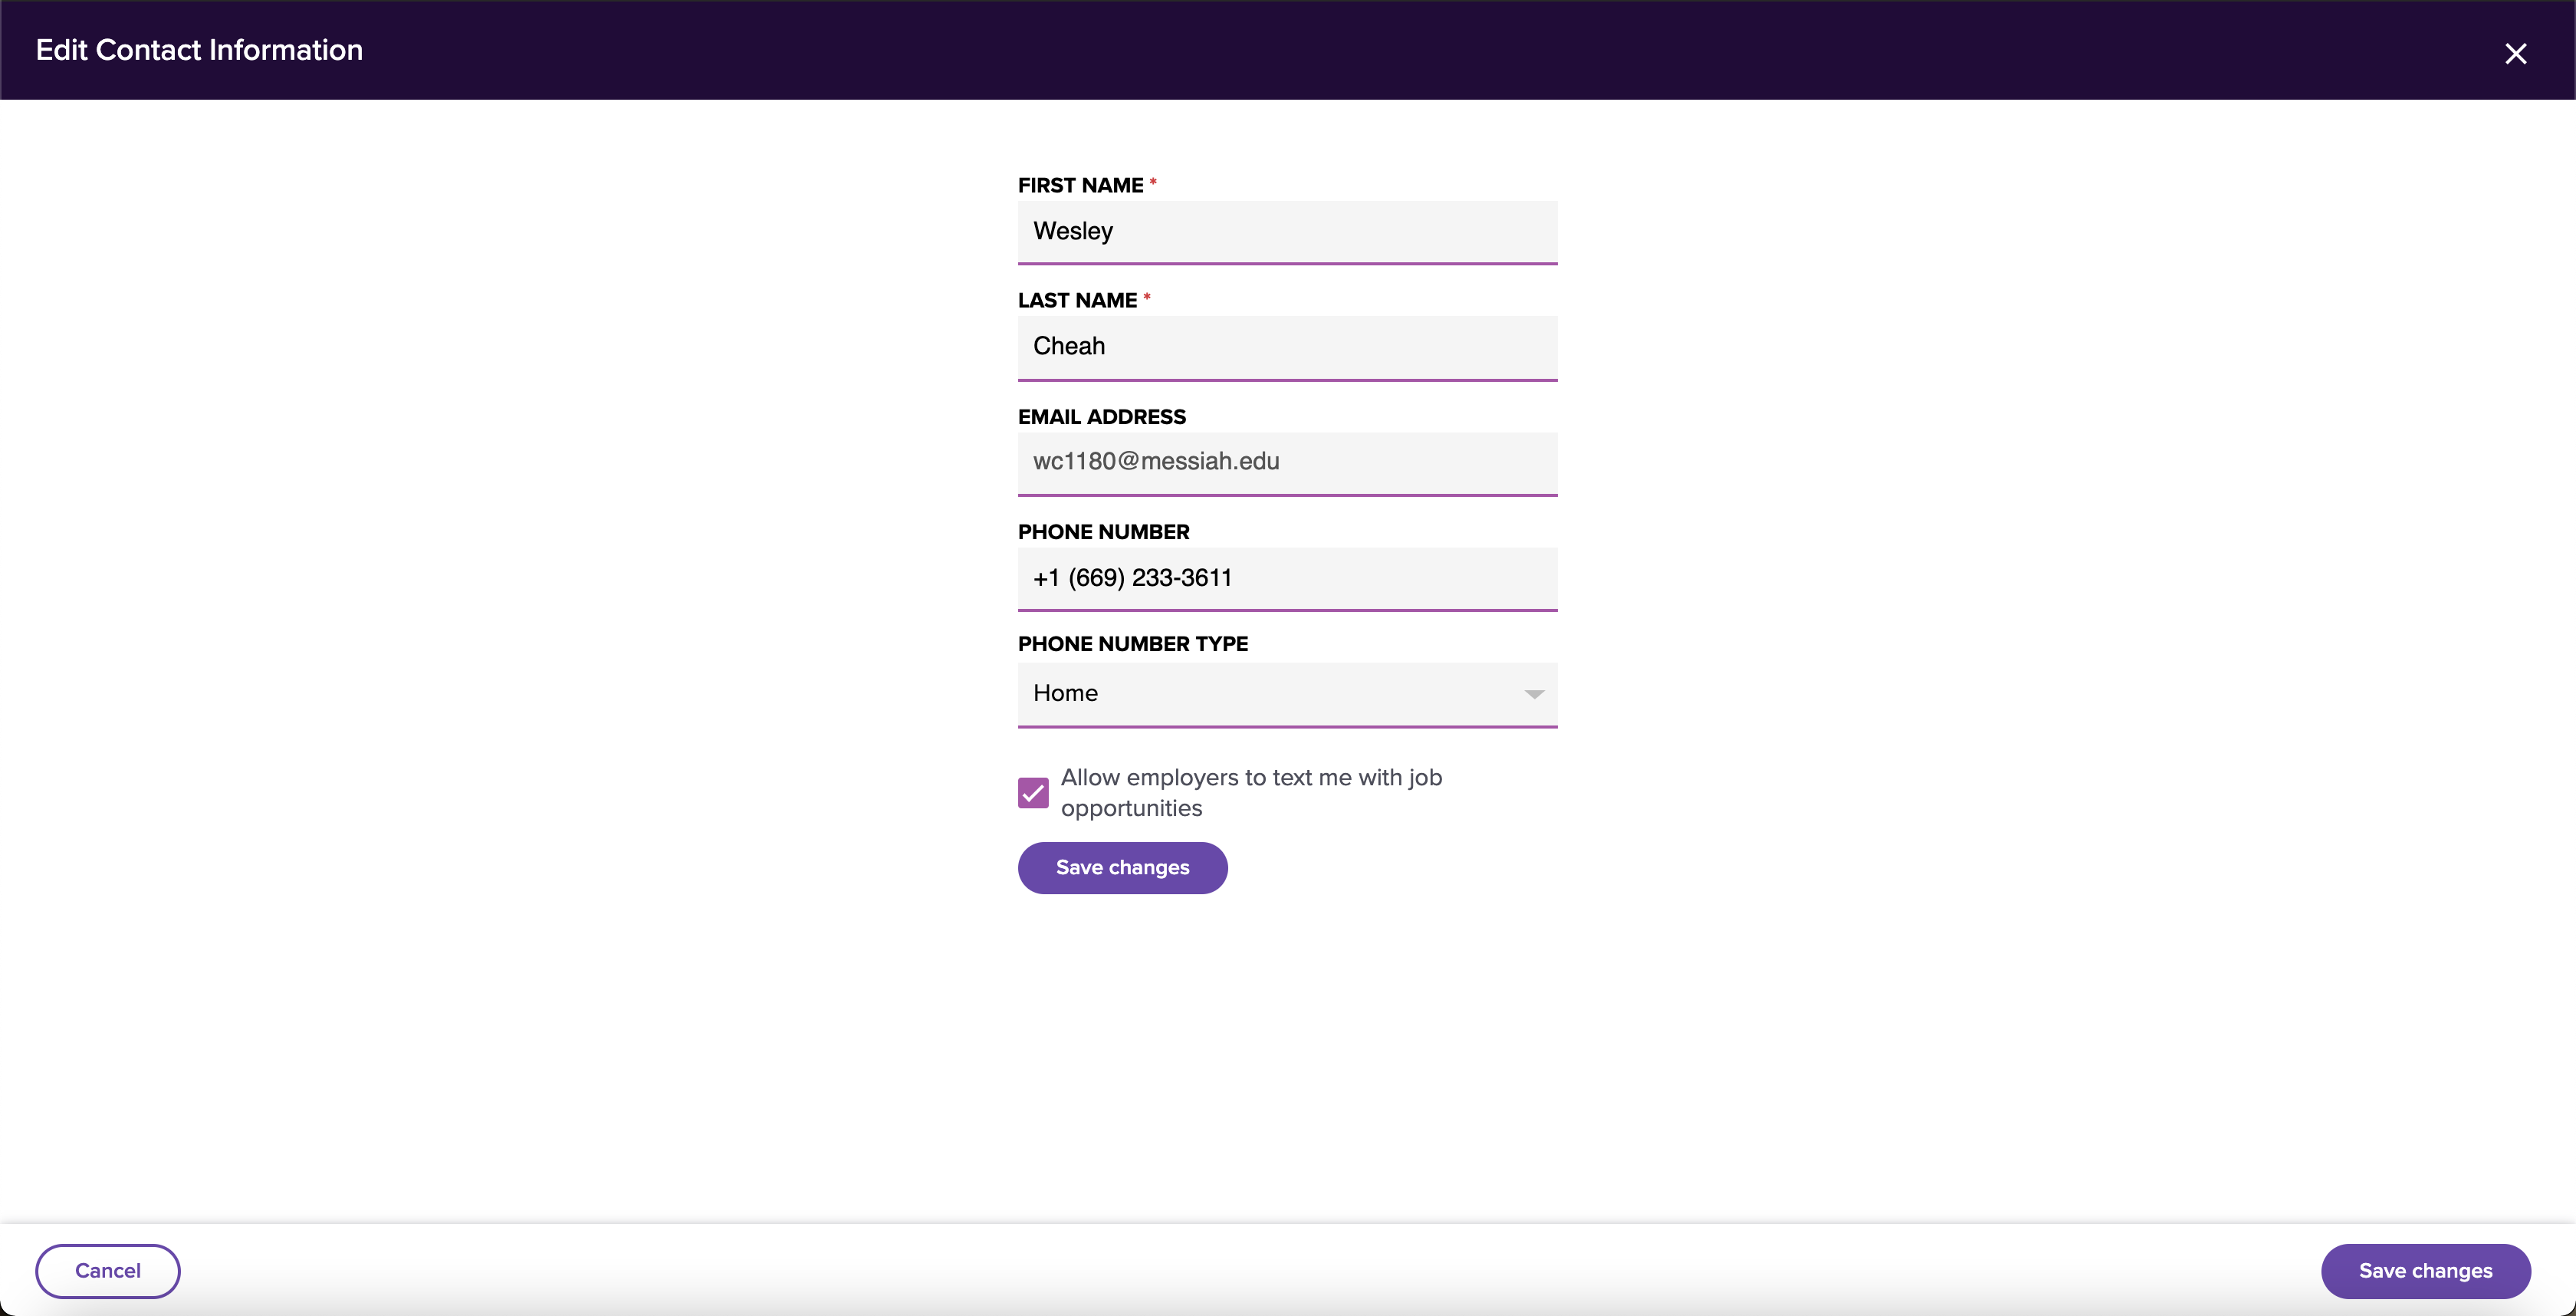 Edit Contact Information
FIRST NAME *
Wesley
LAST NAME *
Cheah
EMAIL ADDRESS
wc1180@messiah.edu
PHONE NUMBER
+1 (669) 233-3611
PHONE NUMBER TYPE
Home
Allow employers to text me with job
opportunities
Save changes
Cancel
Save changes